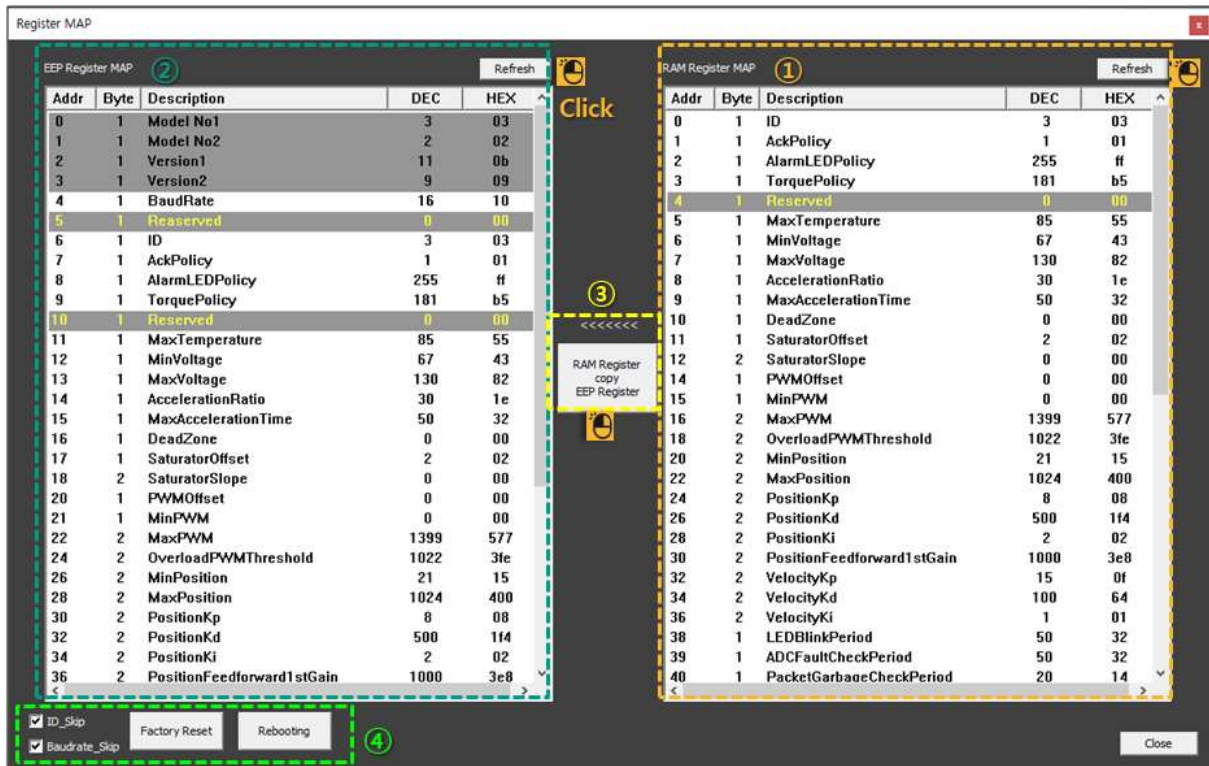 Register MAP
x
EEP Register MAP ② Refresh
Click
Addr Byte Description DEC HEX
0 1 Model No1 3 03
1 1 Model No2 2 02
2 1 Version1 11 0b
3 1 Version2 9 09
4 1 BaudRate 16 10
5 1 Reaserved 0 00
6 1 ID 3 03
7 1 AckPolicy 1 01
8 1 AlarmLEDPolicy 255 ff
9 1 TorquePolicy 181 b5
10 1 Reserved 0 00
11 1 MaxTemperature 85 55
12 1 MinVoltage 67 43
13 1 MaxVoltage 130 82
14 1 AccelerationRatio 30 1e
15 1 MaxAccelerationTime 50 32
16 1 DeadZone 0 00
17 1 SaturatorOffset 2 02
18 2 SaturatorSlope 0 00
20 1 PWMOffset 0 00
21 1 MinPWM 0 00
22 2 MaxPWM 1399 577
24 2 OverloadPWMThreshold 1022 3fe
26 2 MinPosition 21 15
28 2 MaxPosition 1024 400
30 2 PositionKp 8 08
32 2 PositionKd 500 1f4
34 2 PositionKi 2 02
36 2 PositionFeedforward1stGain 1000 3e8
③
<<<<<<<
RAM Register
copy
EEP Register
RAM Register MAP ① Refresh
Addr Byte Description DEC HEX
0 1 ID 3 03
1 1 AckPolicy 1 01
2 1 AlarmLEDPolicy 255 ff
3 1 TorquePolicy 181 b5
4 1 Reserved 0 00
5 1 MaxTemperature 85 55
6 1 MinVoltage 67 43
7 1 MaxVoltage 130 82
8 1 AccelerationRatio 30 1e
9 1 MaxAccelerationTime 50 32
10 1 DeadZone 0 00
11 1 SaturatorOffset 2 02
12 2 SaturatorSlope 0 00
14 1 PWMOffset 0 00
15 1 MinPWM 0 00
16 2 MaxPWM 1399 577
18 2 OverloadPWMThreshold 1022 3fe
20 2 MinPosition 21 15
22 2 MaxPosition 1024 400
24 2 PositionKp 8 08
26 2 PositionKd 500 1f4
28 2 PositionKi 2 02
30 2 PositionFeedforward1stGain 1000 3e8
32 2 VelocityKp 15 0f
34 2 VelocityKd 100 64
36 2 VelocityKi 1 01
38 1 LEDBlinkPeriod 50 32
39 1 ADCFaultCheckPeriod 50 32
40 1 PacketGarbageCheckPeriod 20 14
ID_Skip
Baudrate_Skip
Factory Reset
Rebooting
④
Close